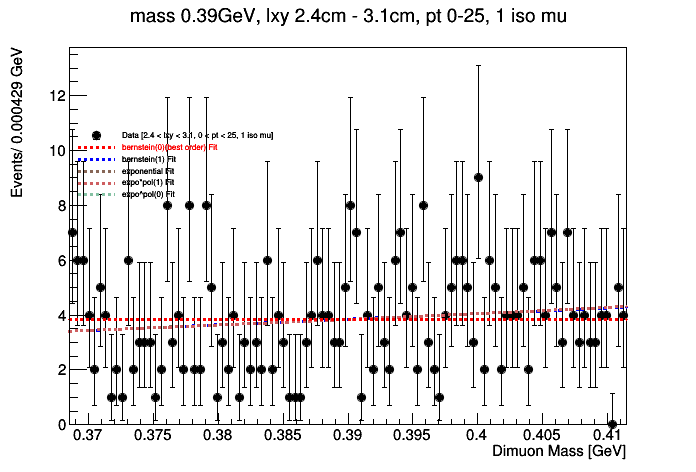 mass 0.39GeV, lxy 2.4cm - 3.1cm, pt 0-25, 1 iso mu
Events/ 0.000429 GeV
12
10
8
6
4
2
0
Data [2.4 < lxy < 3.1, 0 < pt < 25, 1 iso mu]
bernstein(0)(best order) Fit
bernstein(1) Fit
exponential Fit
expo*pol(1) Fit
expo*pol(0) Fit
0.37 0.375 0.38 0.385 0.39 0.395 0.4 0.405 0.41
Dimuon Mass [GeV]